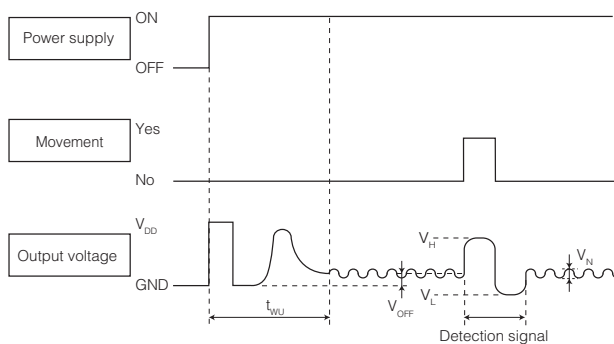 Power supply
ON
OFF
Movement
Yes
No
Output voltage
V_DD
GND
t_WU
V_OFF
V_H
V_L
V_N
Detection signal